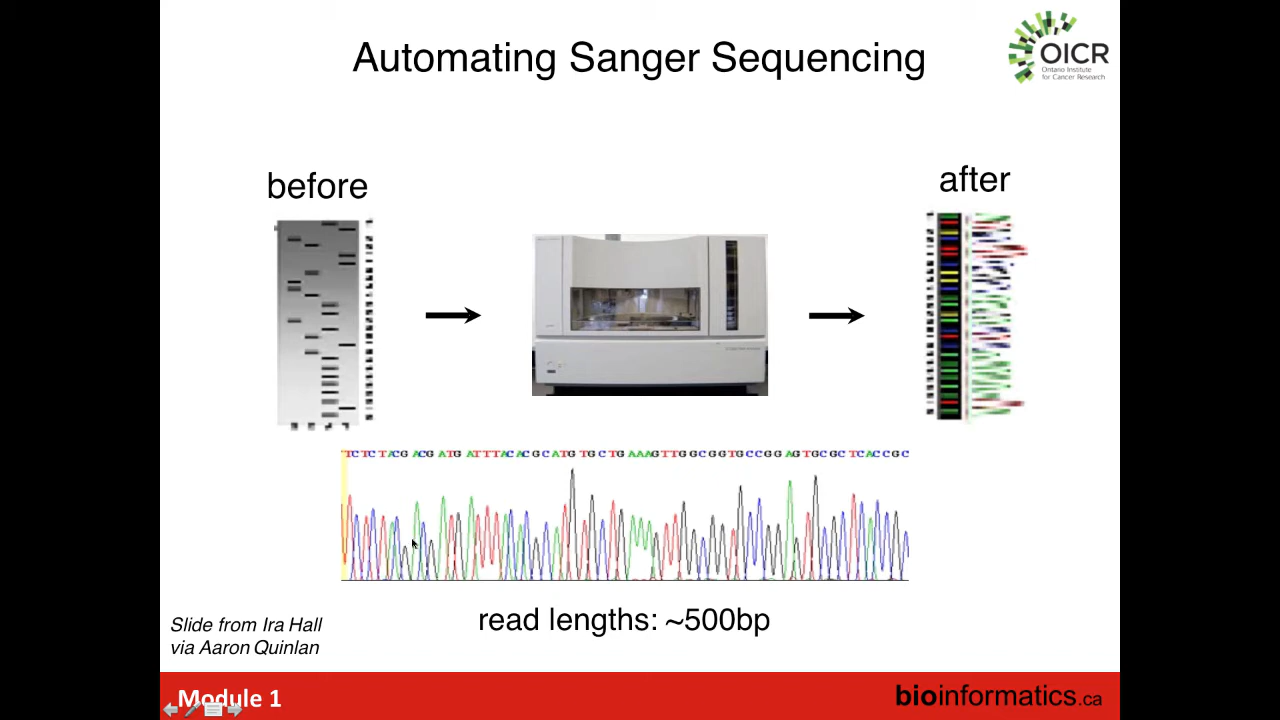 Automating Sanger Sequencing
OICR
Ontario Institute
for Cancer Research
before
after
TCTCTACGACGATGATTTACACGCATGTGCTGAAAGTTGGCGGTGCCGGAGTGCGCTCACCGC
read lengths: ~500bp
Slide from Ira Hall
via Aaron Quinlan
Module 1
bioinformatics.ca